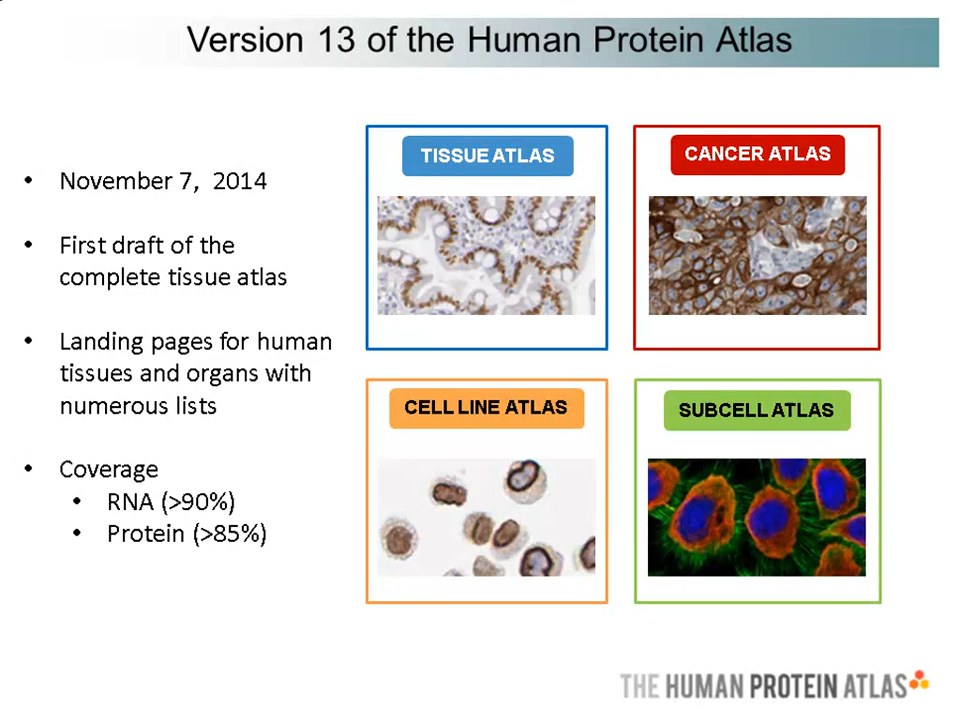 Version 13 of the Human Protein Atlas
• November 7, 2014
• First draft of the
complete tissue atlas
• Landing pages for human
tissues and organs with
numerous lists
• Coverage
• RNA (>90%)
• Protein (>85%)
TISSUE ATLAS
CANCER ATLAS
CELL LINE ATLAS
SUBCELL ATLAS
THE HUMAN PROTEIN ATLAS